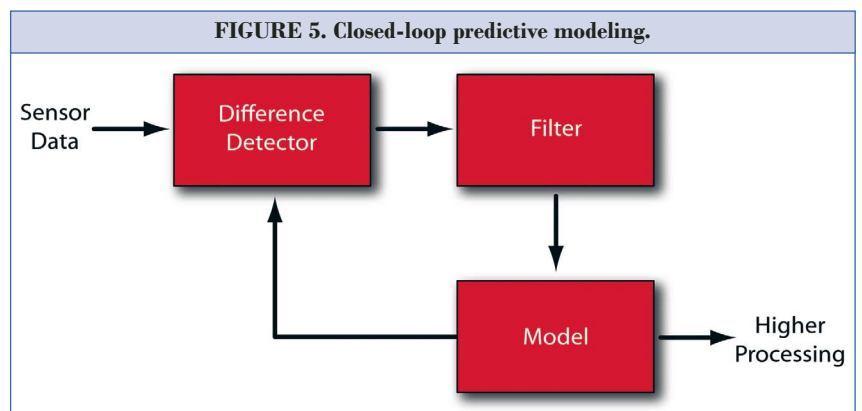 FIGURE 5. Closed-loop predictive modeling.
Sensor
Data
Difference
Detector
Filter
Model
Higher
Processing